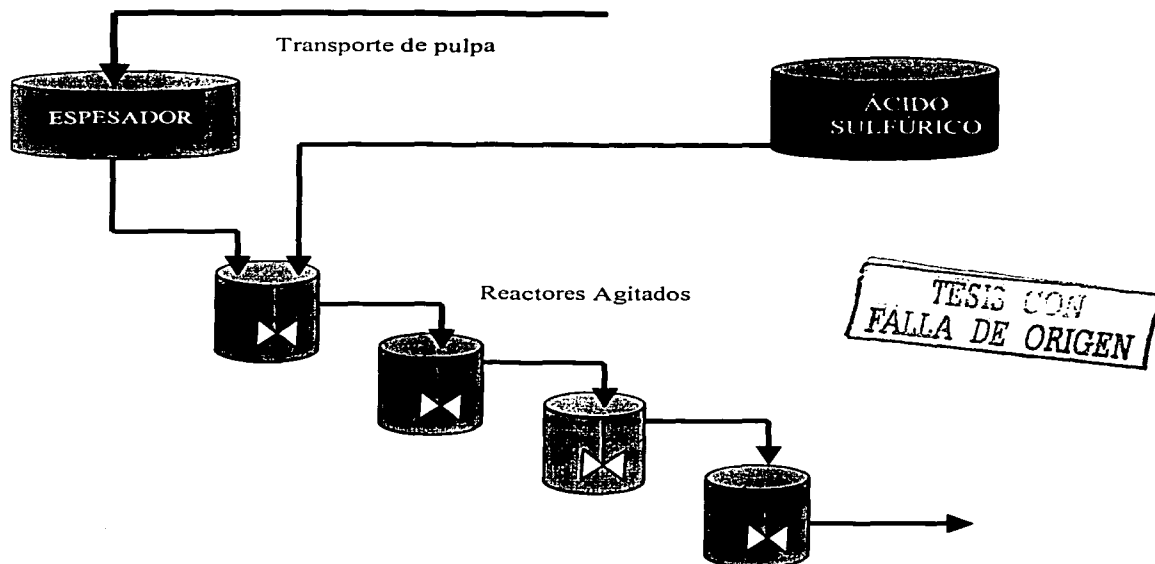 Transporte de pulpa
ESPESADOR
ÁCIDO
SULFÚRICO
Reactores Agitados
TESIS CON
FALLA DE ORIGEN